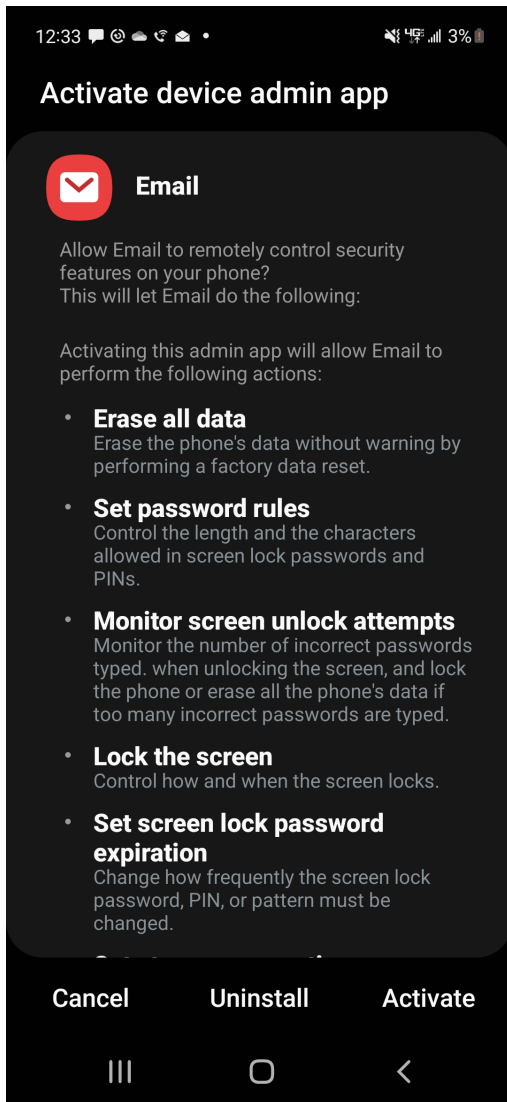 12:33 4GE 3%
Activate device admin app
Email
Allow Email to remotely control security
features on your phone?
This will let Email do the following:
Activating this admin app will allow Email to
perform the following actions:
• Erase all data
Erase the phone's data without warning by
performing a factory data reset.
• Set password rules
Control the length and the characters
allowed in screen lock passwords and
PINs.
• Monitor screen unlock attempts
Monitor the number of incorrect passwords
typed. when unlocking the screen, and lock
the phone or erase all the phone's data if
too many incorrect passwords are typed.
• Lock the screen
Control how and when the screen locks.
• Set screen lock password
expiration
Change how frequently the screen lock
password, PIN, or pattern must be
changed.
Cancel Uninstall Activate